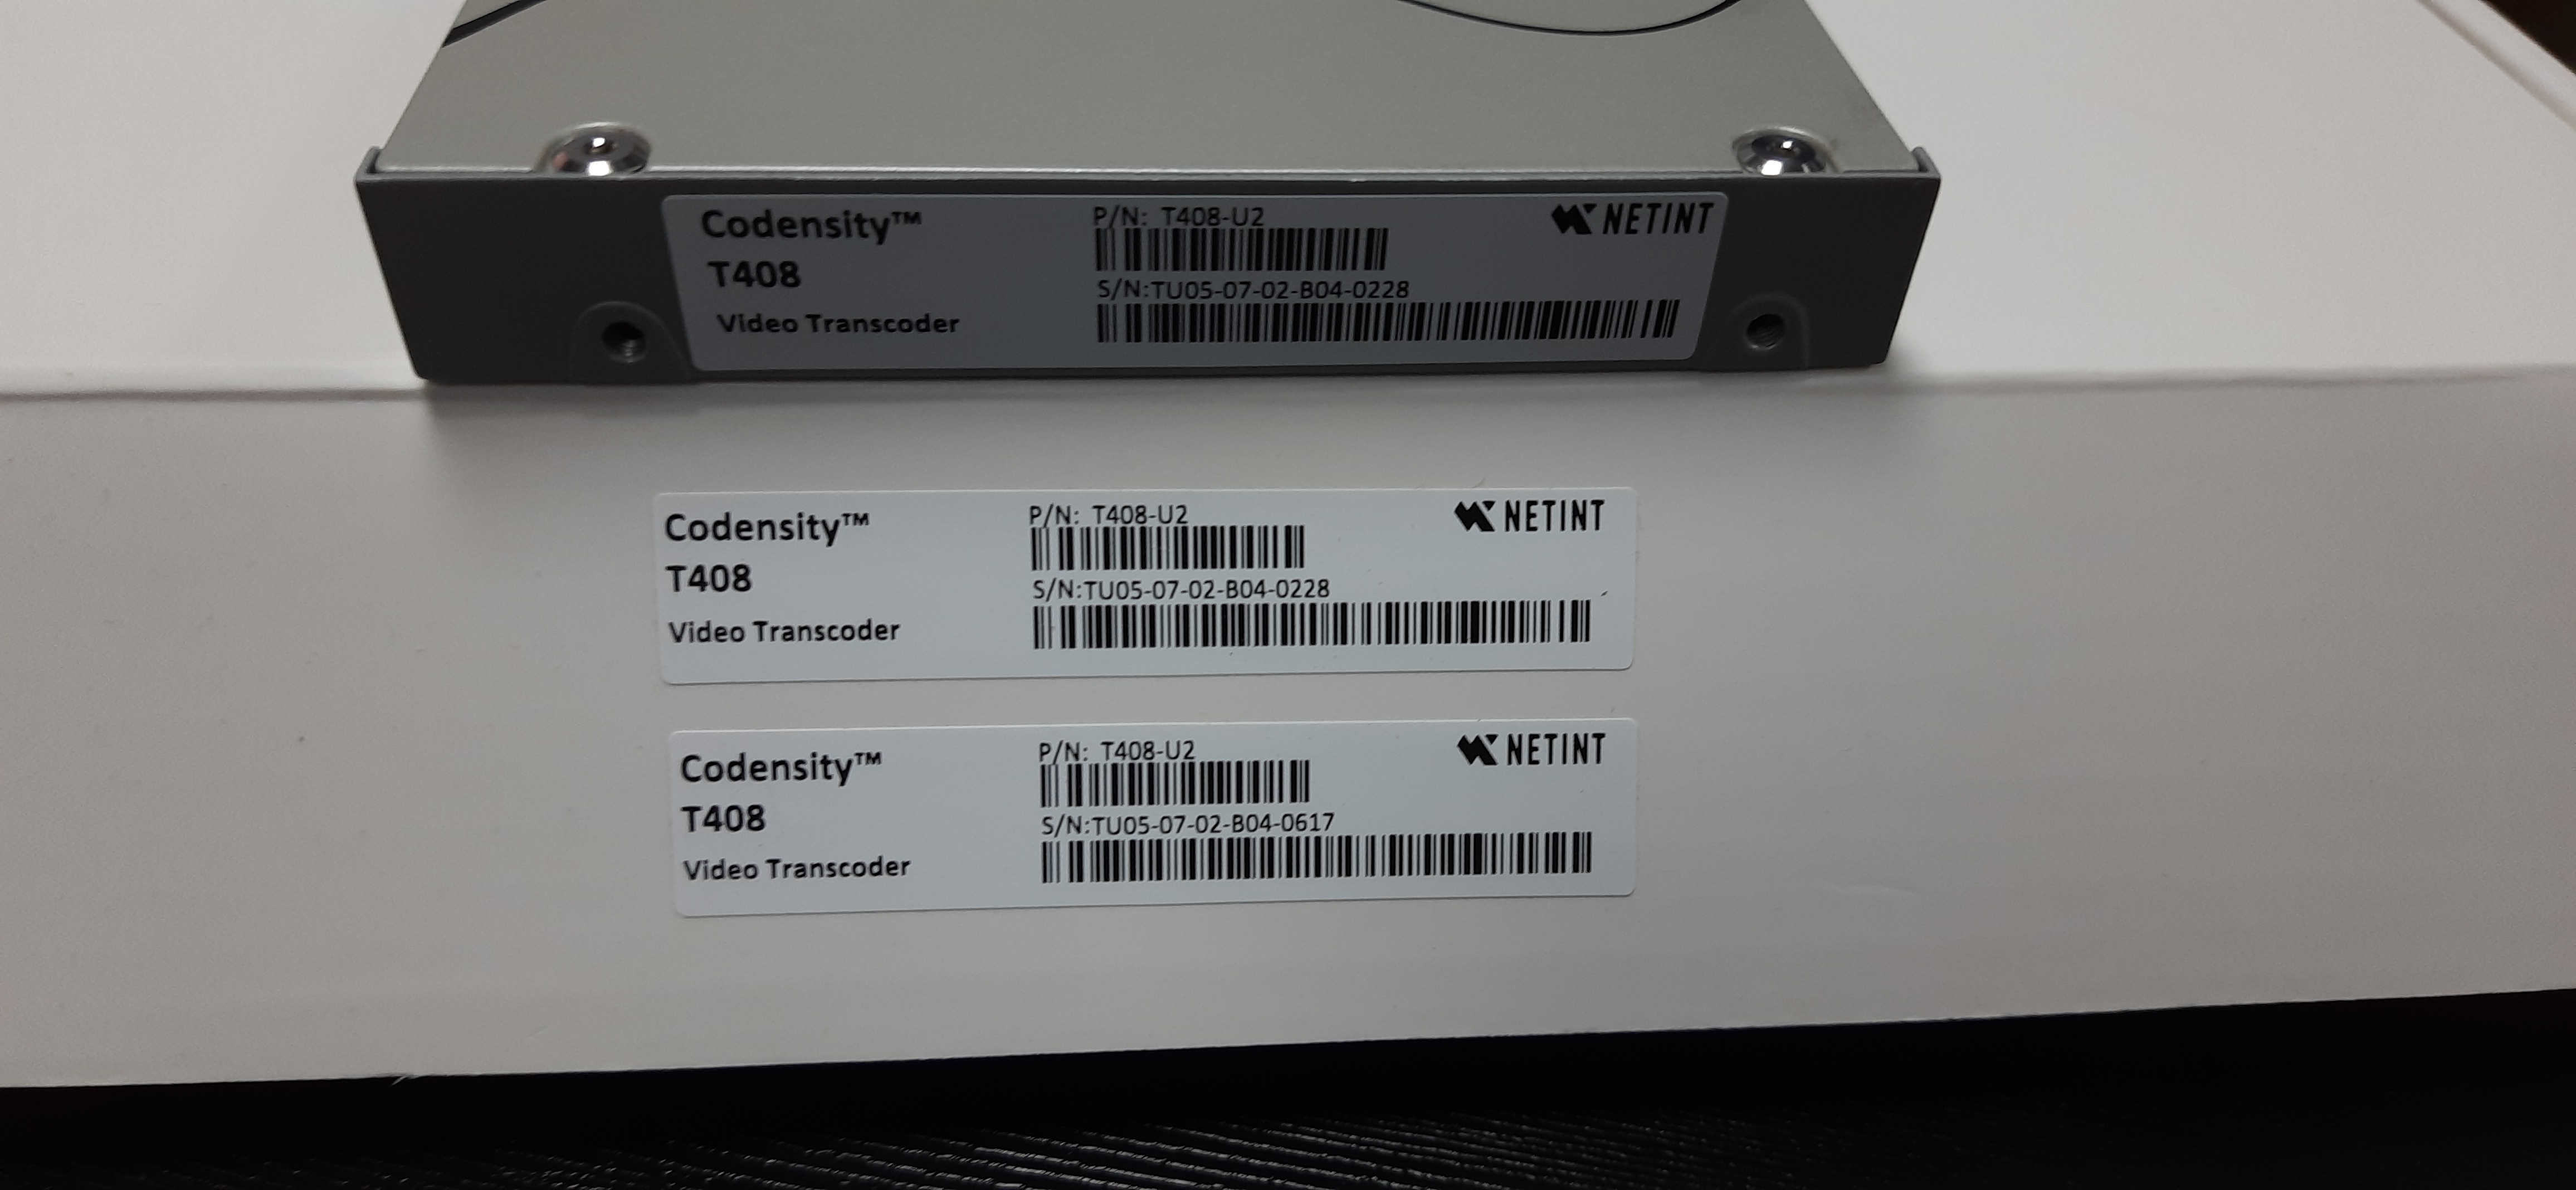 Codensity™
T408
Video Transcoder
P/N: T408-U2
S/N:TU05-07-02-B04-0228
NETINT
Codensity™
T408
Video Transcoder
P/N: T408-U2
S/N:TU05-07-02-B04-0228
NETINT
Codensity™
T408
Video Transcoder
P/N: T408-U2
S/N:TU05-07-02-B04-0617
NETINT